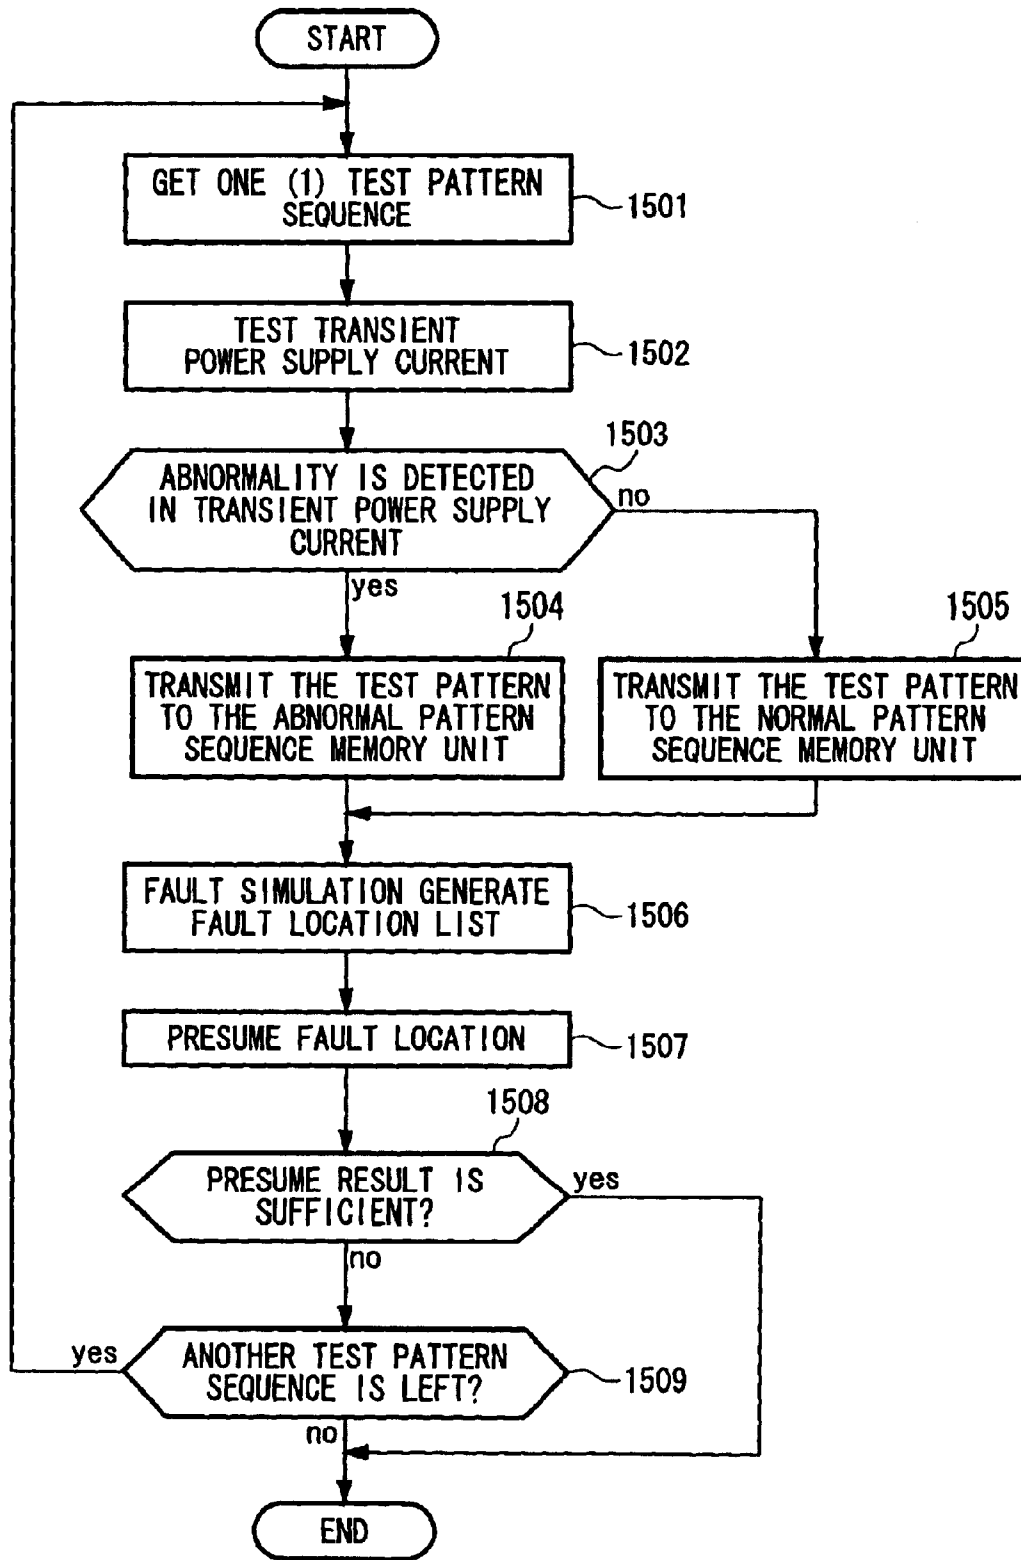 START
GET ONE (1) TEST PATTERN
SEQUENCE
1501
TEST TRANSIENT
POWER SUPPLY CURRENT
1502
1503
ABNORMALITY IS DETECTED
IN TRANSIENT POWER SUPPLY
CURRENT
no
yes
1504
1505
TRANSMIT THE TEST PATTERN
TO THE ABNORMAL PATTERN
SEQUENCE MEMORY UNIT
TRANSMIT THE TEST PATTERN
TO THE NORMAL PATTERN
SEQUENCE MEMORY UNIT
FAULT SIMULATION GENERATE
FAULT LOCATION LIST
1506
PRESUME FAULT LOCATION
1507
1508
PRESUME RESULT IS
SUFFICIENT?
yes
no
yes
ANOTHER TEST PATTERN
SEQUENCE IS LEFT?
1509
no
END